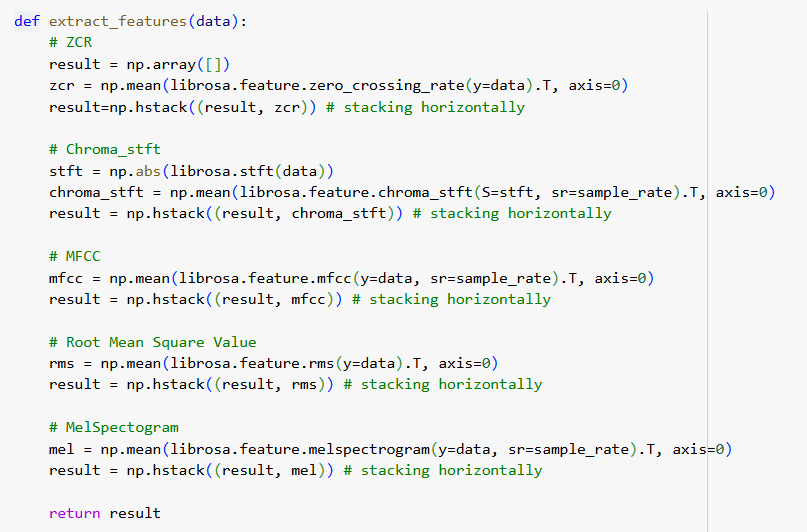 def extract_features(data):
    # ZCR
    result = np.array([])
    zcr = np.mean(librosa.feature.zero_crossing_rate(y=data).T, axis=0)
    result=np.hstack((result, zcr)) # stacking horizontally

    # Chroma_stft
    stft = np.abs(librosa.stft(data))
    chroma_stft = np.mean(librosa.feature.chroma_stft(S=stft, sr=sample_rate).T, axis=0)
    result = np.hstack((result, chroma_stft)) # stacking horizontally

    # MFCC
    mfcc = np.mean(librosa.feature.mfcc(y=data, sr=sample_rate).T, axis=0)
    result = np.hstack((result, mfcc)) # stacking horizontally

    # Root Mean Square Value
    rms = np.mean(librosa.feature.rms(y=data).T, axis=0)
    result = np.hstack((result, rms)) # stacking horizontally

    # MelSpectogram
    mel = np.mean(librosa.feature.melspectrogram(y=data, sr=sample_rate).T, axis=0)
    result = np.hstack((result, mel)) # stacking horizontally

    return result